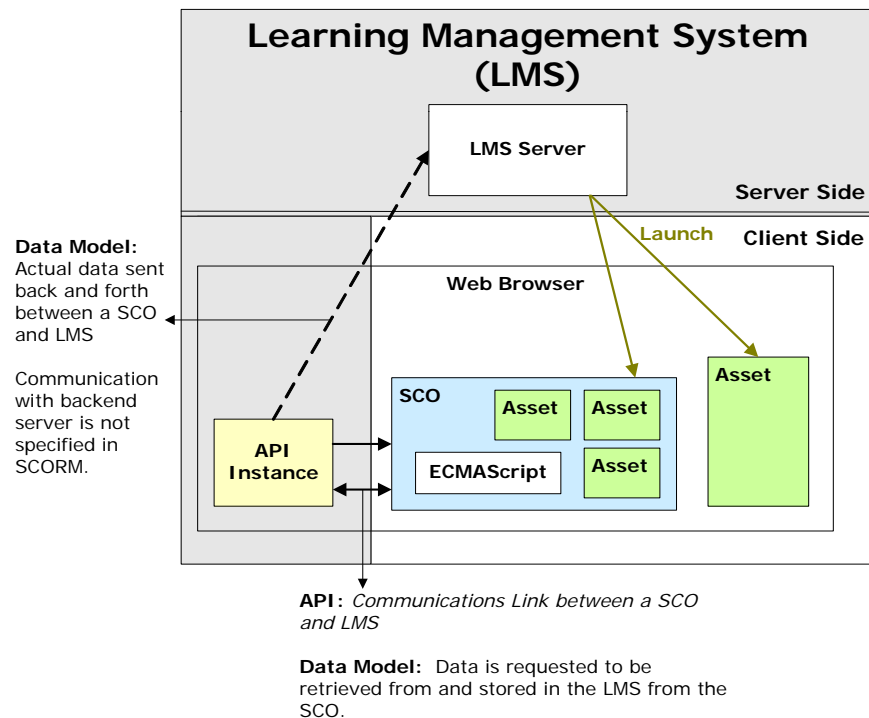 Learning Management System
(LMS)
LMS Server
Server Side
Launch
Client Side
Data Model:
Actual data sent
back and forth
between a SCO
and LMS
Communication
with backend
server is not
specified in
SCORM.
Web Browser
SCO
Asset
Asset
Asset
ECMAScript
Asset
API
Instance
API: Communications Link between a SCO
and LMS
Data Model: Data is requested to be
retrieved from and stored in the LMS from the
SCO.